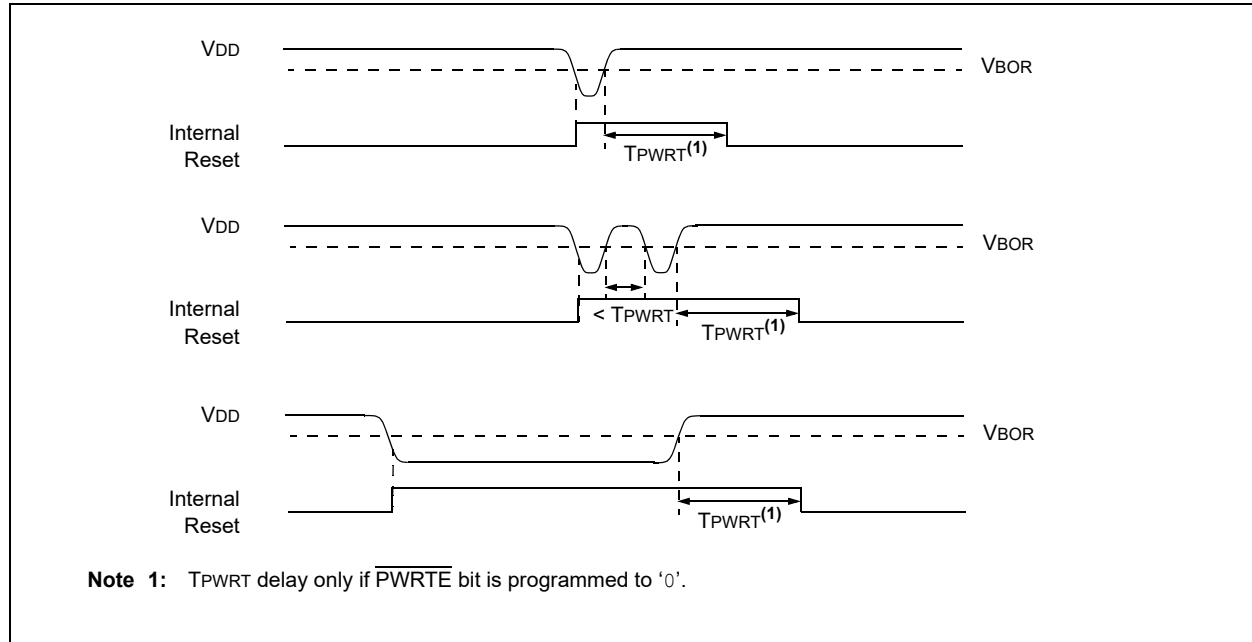 VDD
VBOR
Internal
Reset
TPWRT(1)
VDD
VBOR
Internal
Reset
< TPWRT
TPWRT(1)
VDD
VBOR
Internal
Reset
TPWRT(1)
Note 1: TPWRT delay only if PWRTE bit is programmed to ‘0’.